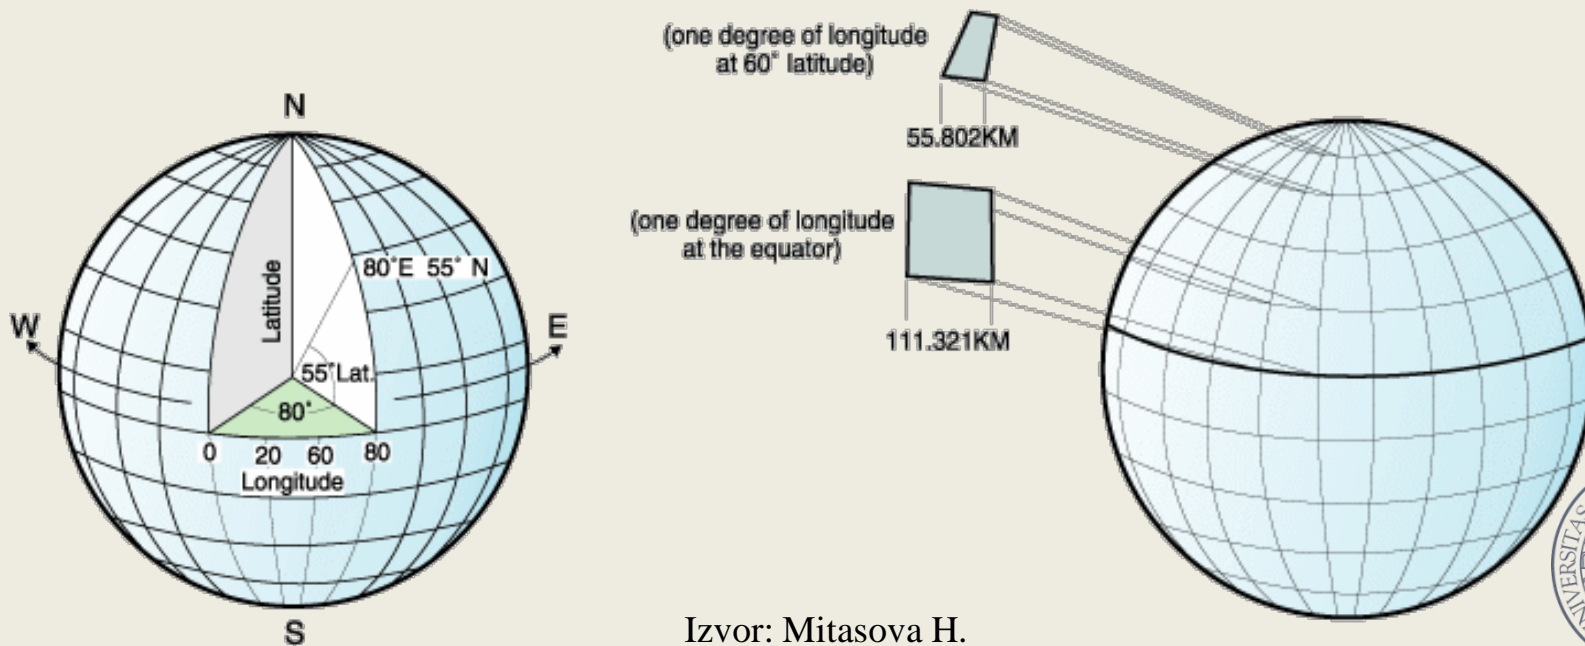 N
W
E
S
Latitude
80°E 55° N
55° Lat.
80°
0 20 60 80
Longitude
(one degree of longitude
at 60° latitude)
55.802KM
(one degree of longitude
at the equator)
111.321KM
Izvor: Mitasova H.
UNIVERSITAS